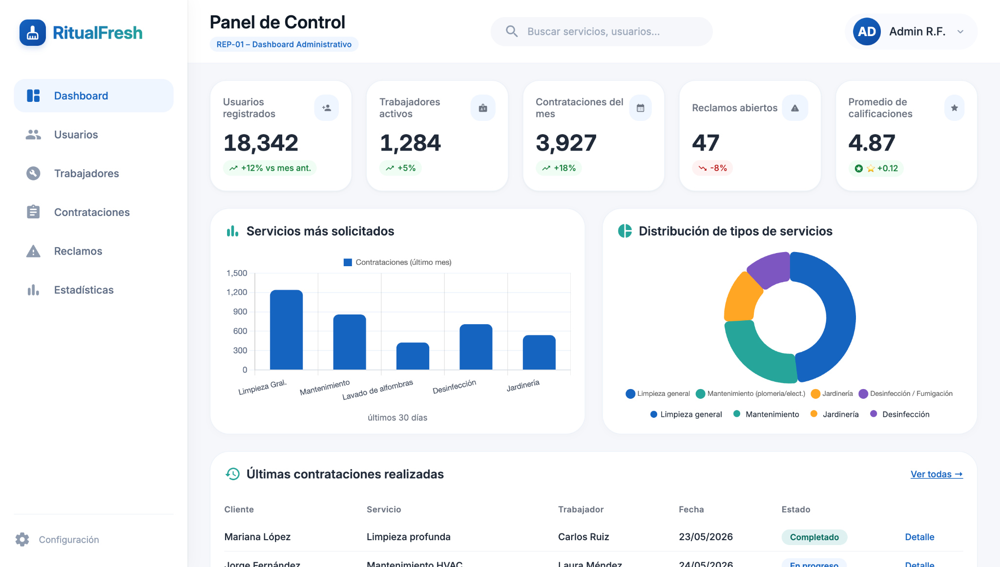 RitualFresh
Dashboard
Usuarios
Trabajadores
Contrataciones
Reclamos
Estadísticas
Configuración
Panel de Control
REP-01 – Dashboard Administrativo
Buscar servicios, usuarios...
AD
Admin R.F.
Usuarios
registrados
18,342
+12% vs mes ant.
Trabajadores
activos
1,284
+5%
Contrataciones del
mes
3,927
+18%
Reclamos abiertos
47
-8%
Promedio de
calificaciones
4.87
⭐ +0.12
Servicios más solicitados
Contrataciones (último mes)
1,500
1,200
900
600
300
0
Limpieza Gral.
Mantenimiento
Lavado de alfombras
Desinfección
Jardinería
últimos 30 días
Distribución de tipos de servicios
Limpieza general Mantenimiento (plomeria/elect.) Jardinería Desinfección / Fumigación
Limpieza general Mantenimiento Jardinería Desinfección
Últimas contrataciones realizadas
Ver todas →
Cliente Servicio Trabajador Fecha Estado
Mariana López Limpieza profunda Carlos Ruiz 23/05/2026 Completado Detalle
Jorge Fernández Mantenimiento HVAC Laura Méndez 24/05/2026 En progreso Detalle